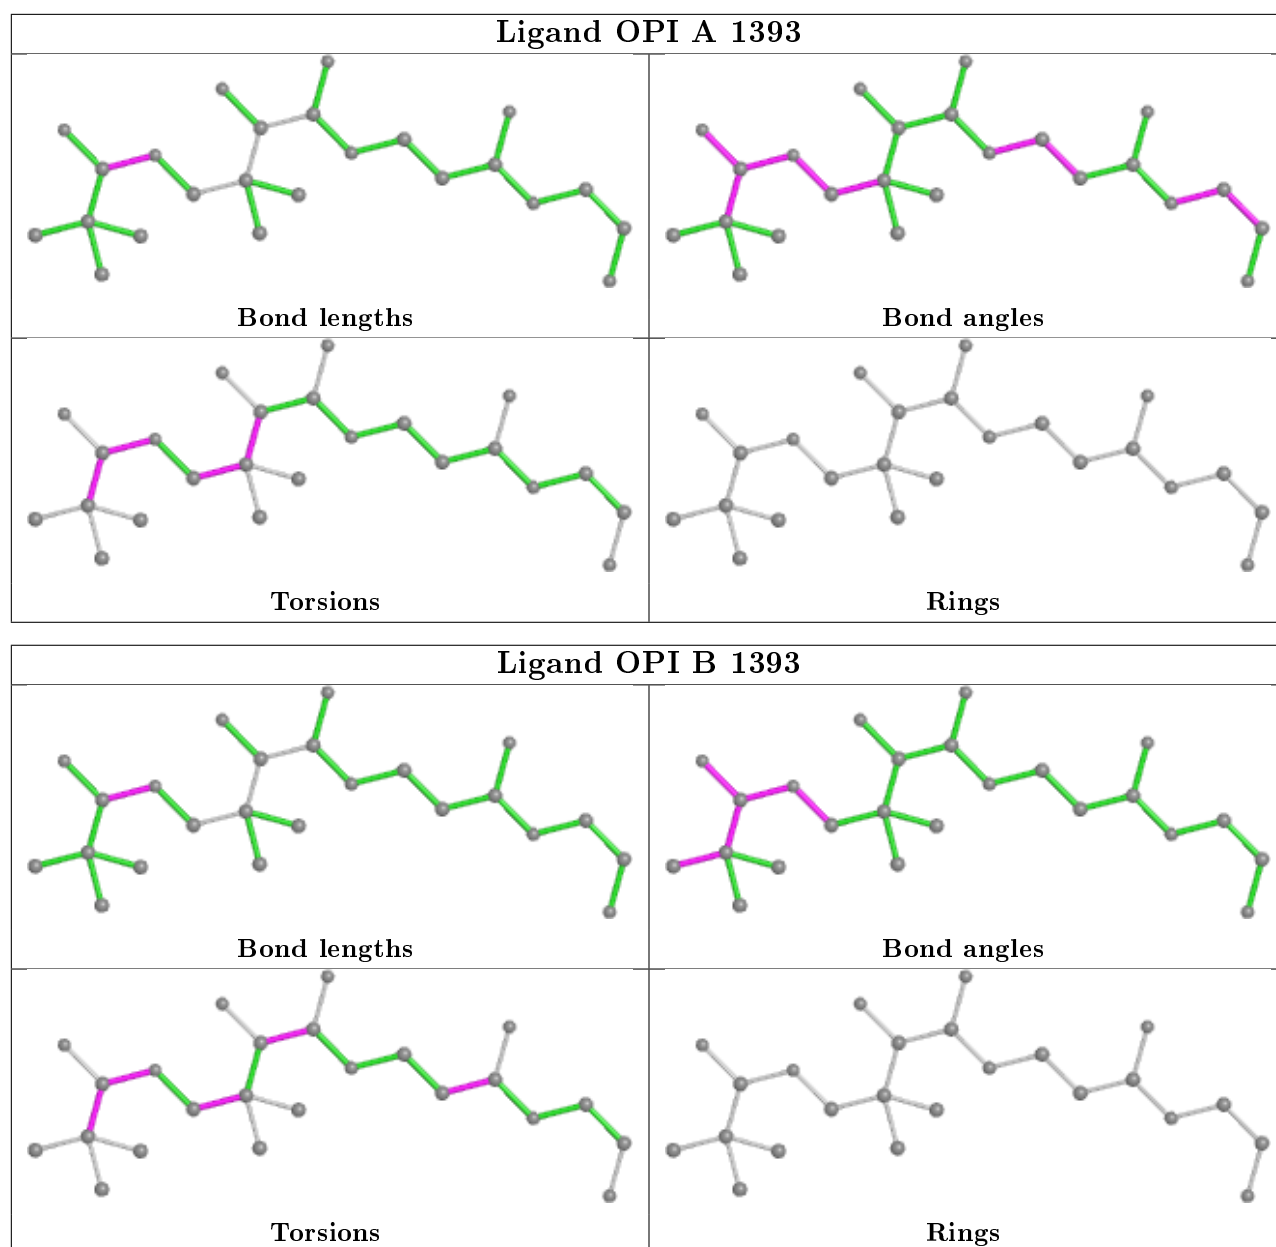 Ligand OPI A 1393
Bond lengths
Bond angles
Torsions
Rings
Ligand OPI B 1393
Bond lengths
Bond angles
Torsions
Rings